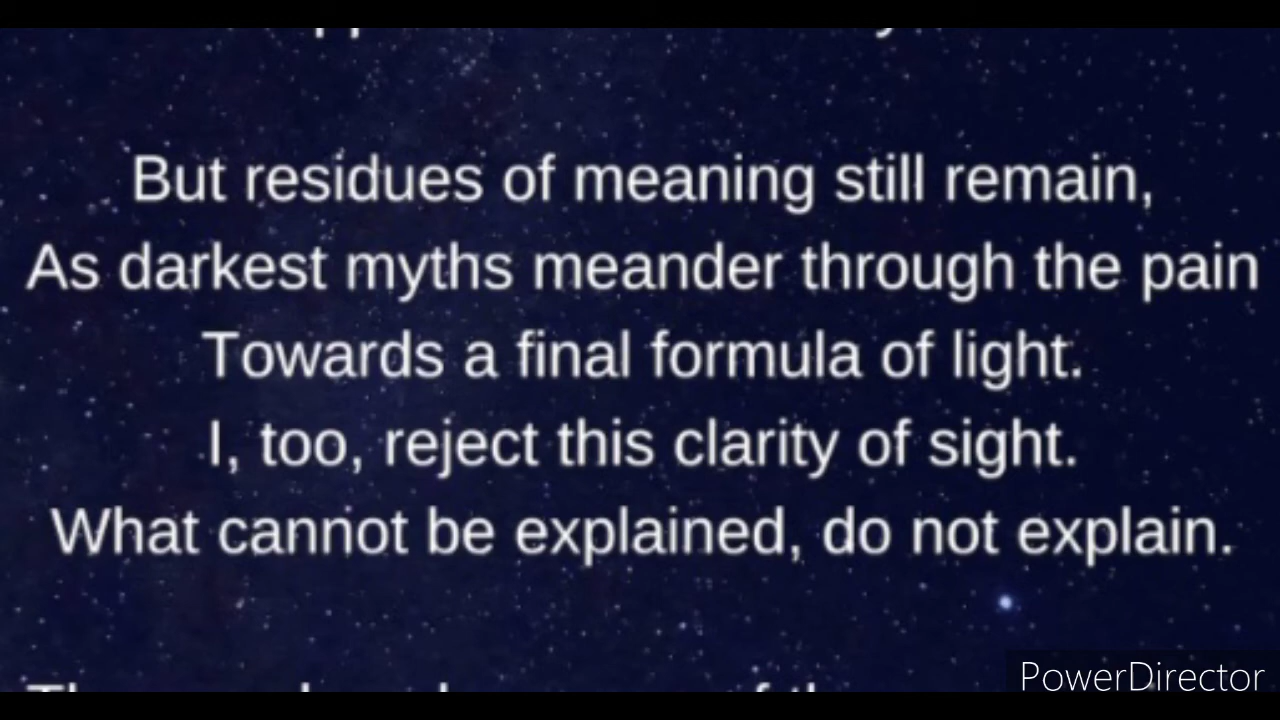 But residues of meaning still remain,
As darkest myths meander through the pain
Towards a final formula of light.
I, too, reject this clarity of sight.
What cannot be explained, do not explain.
PowerDirector